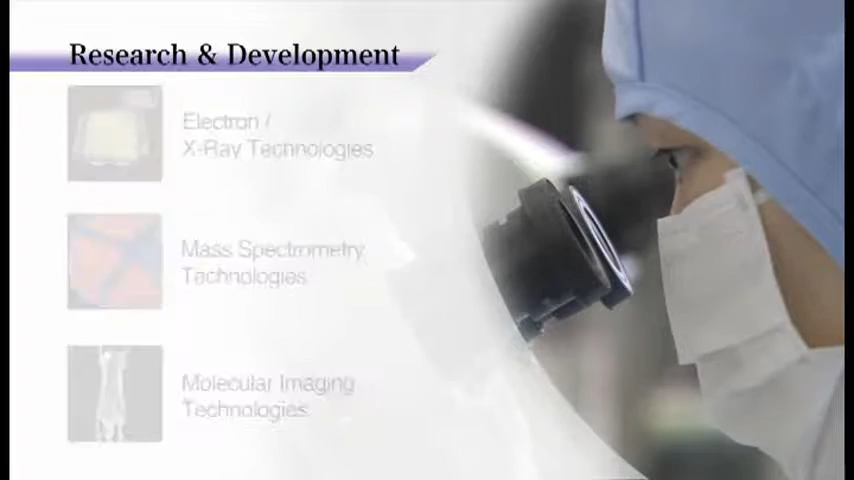 Research & Development
Electron /
X-Ray Technologies
Mass Spectrometry
Technologies
Molecular Imaging
Technologies